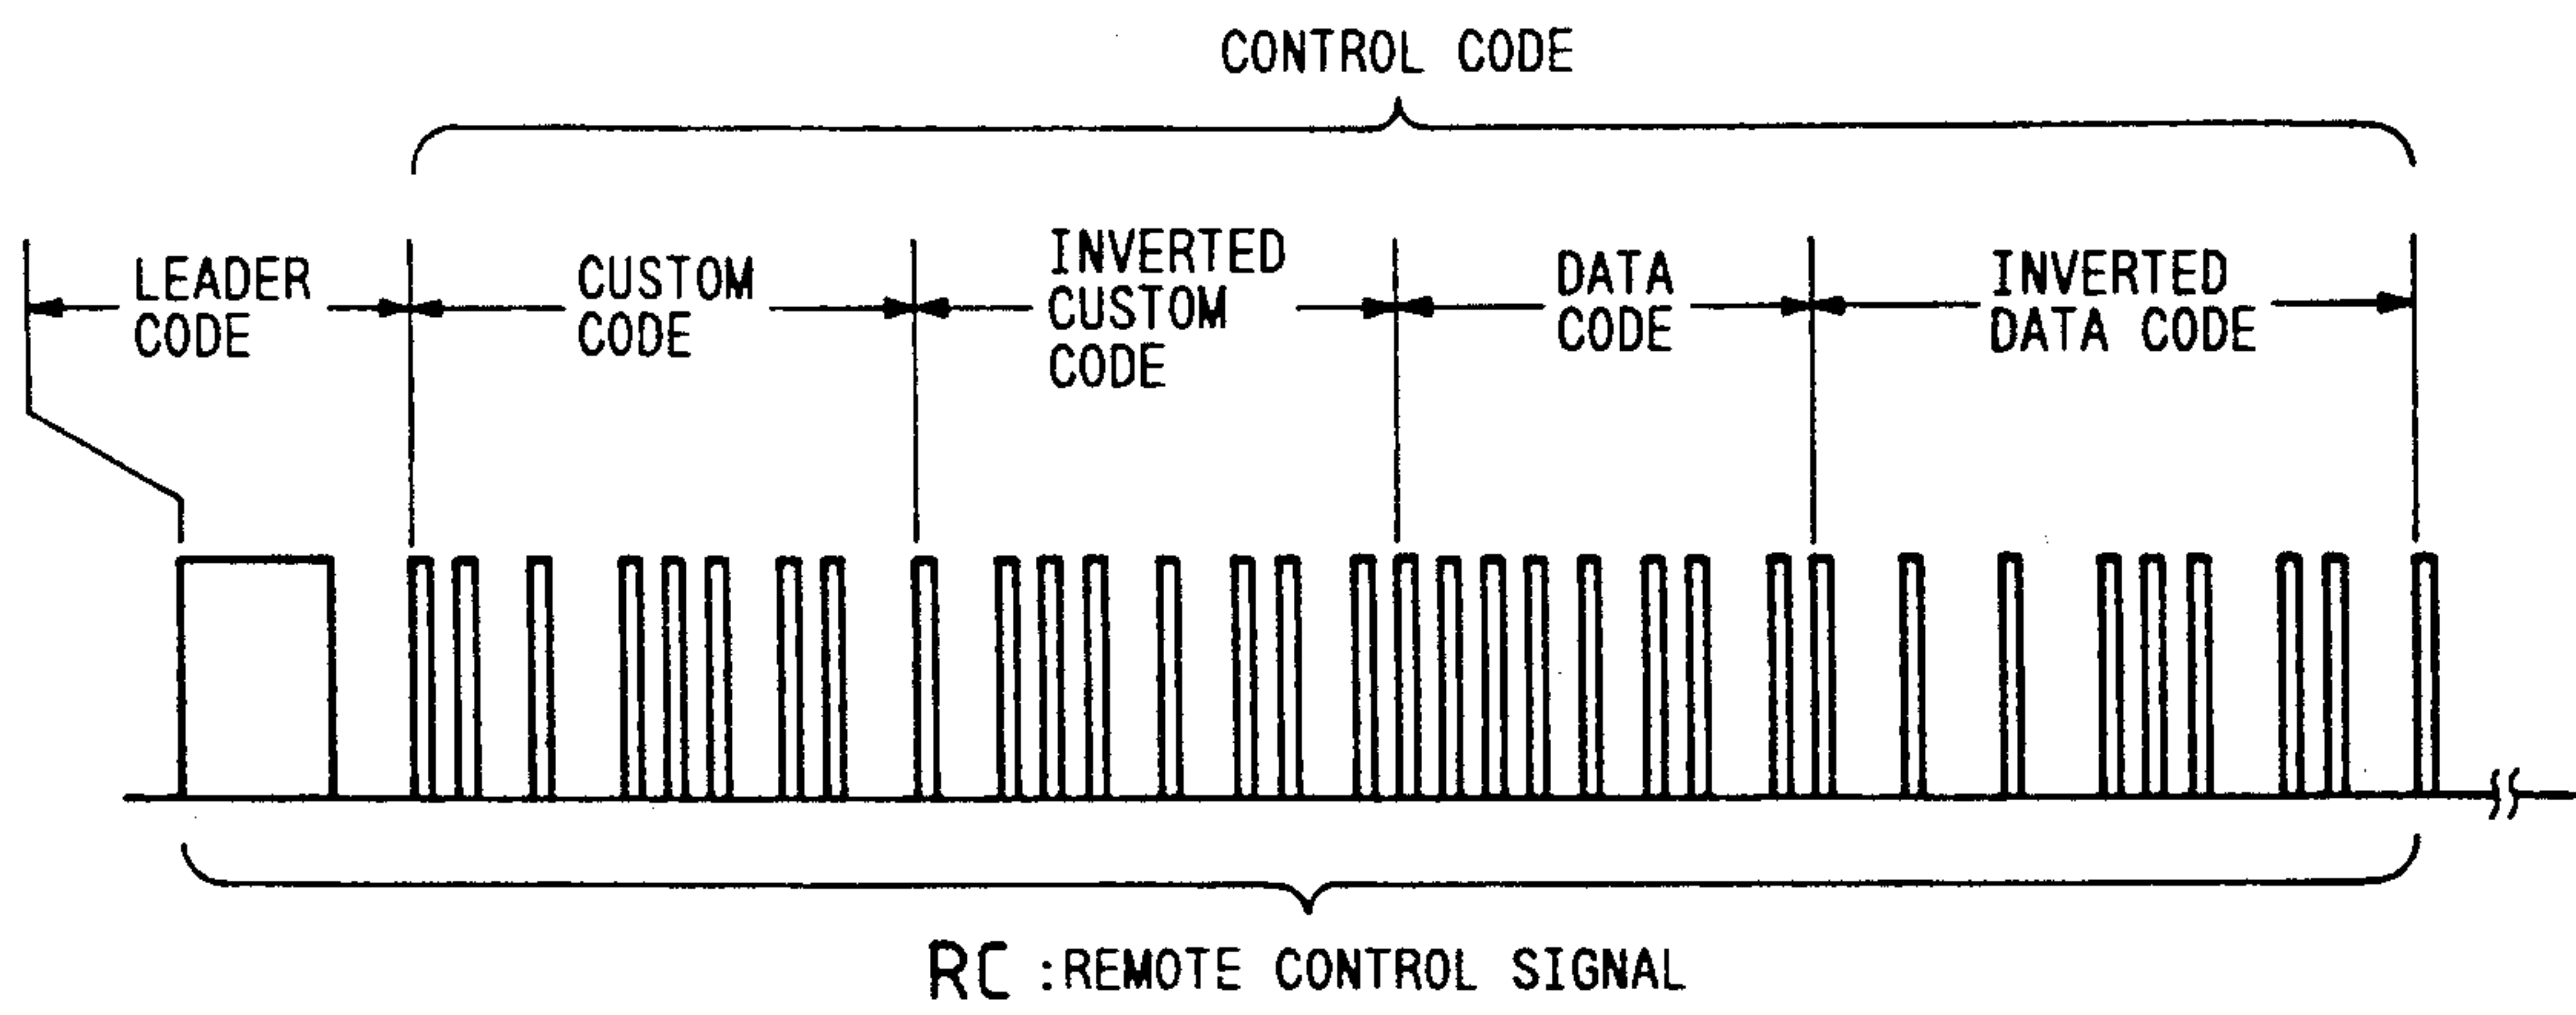 CONTROL CODE
LEADER
CODE
CUSTOM
CODE
INVERTED
CUSTOM
CODE
DATA
CODE
INVERTED
DATA CODE
RC :REMOTE CONTROL SIGNAL